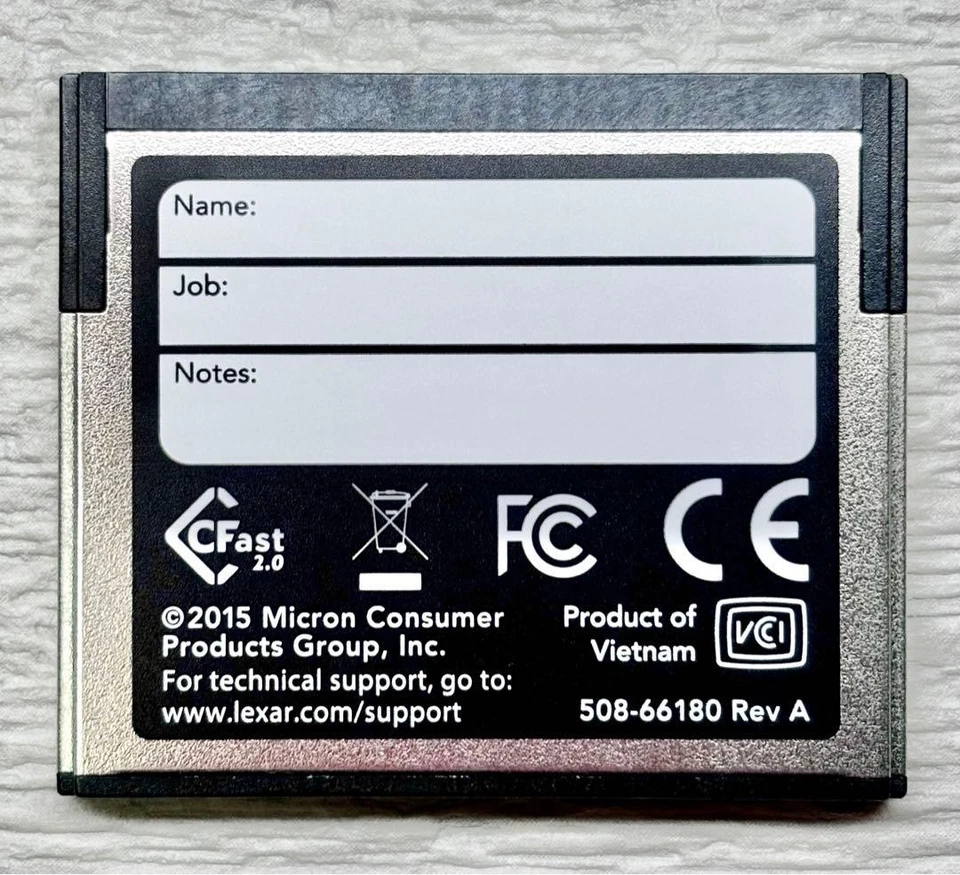 Name:
Job:
Notes:
CFast
2.0
FC
CE
©2015 Micron Consumer
Products Group, Inc.
For technical support, go to:
www.lexar.com/support
Product of
Vietnam
VCCI
508-66180 Rev A